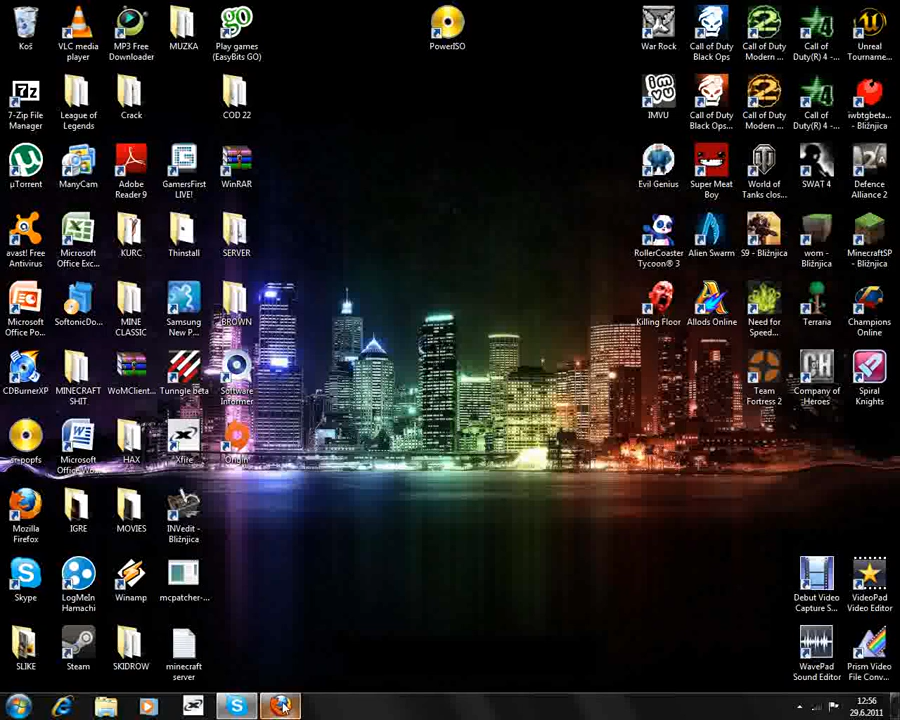 Koš
VLC media
player
MP3 Free
Downloader
MUZKA
Play games
(EasyBits GO)
PowerISO
War Rock
Call of Duty
Black Ops
Call of Duty
Modern ...
Call of
Duty(R) 4 -...
Unreal
Tourname...
7-Zip File
Manager
League of
Legends
Crack
COD 22
IMVU
Call of Duty
Black Ops...
Call of Duty
Modern ...
Call of
Duty(R) 4 -...
iwbtgbeta...
- Bližnjica
µTorrent
ManyCam
Adobe
Reader 9
GamersFirst
LIVE!
WinRAR
Evil Genius
Super Meat
Boy
World of
Tanks clos...
SWAT 4
Defence
Alliance 2
avast! Free
Antivirus
Microsoft
Office Exc...
KURC
Thinstall
SERVER
RollerCoaster
Tycoon® 3
Alien Swarm
S9 - Bližnjica
wom -
Bližnjica
MinecraftSP
- Bližnjica
Microsoft
Office Po...
SoftonicDo...
MINE
CLASSIC
Samsung
New P...
BROWN
Killing Floor
Allods Online
Need for
Speed...
Terraria
Champions
Online
CDBurnerXP
MINECRAFT
SHIT
WoMClient...
Tunngle beta
Software
Informer
Team
Fortress 2
Company of
Heroes
Spiral
Knights
Microsoft
Office Wo...
HAX
Xfire
Origin
Mozilla
Firefox
IGRE
MOVIES
INVedit -
Bližnjica
Skype
LogMeIn
Hamachi
Winamp
mcpatcher-...
Debut Video
Capture S...
VideoPad
Video Editor
SLIKE
Steam
SKIDROW
minecraft
server
WavePad
Sound Editor
Prism Video
File Conv...
12:56
29.6.2011